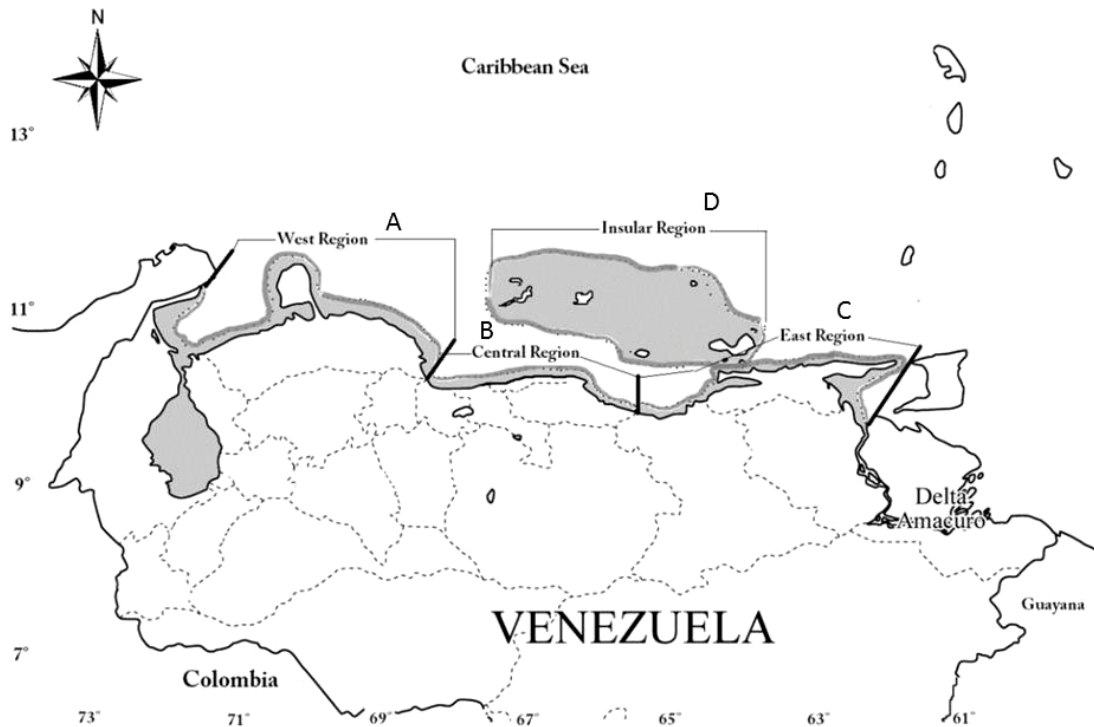 N
Caribbean Sea
13°
D
A
Insular Region
West Region
11°
C
B
East Region
Central Region
9°
Delta
Amacuro
VENEZUELA
Guayana
7°
Colombia
73°
71°
69°
67°
65°
63°
61°